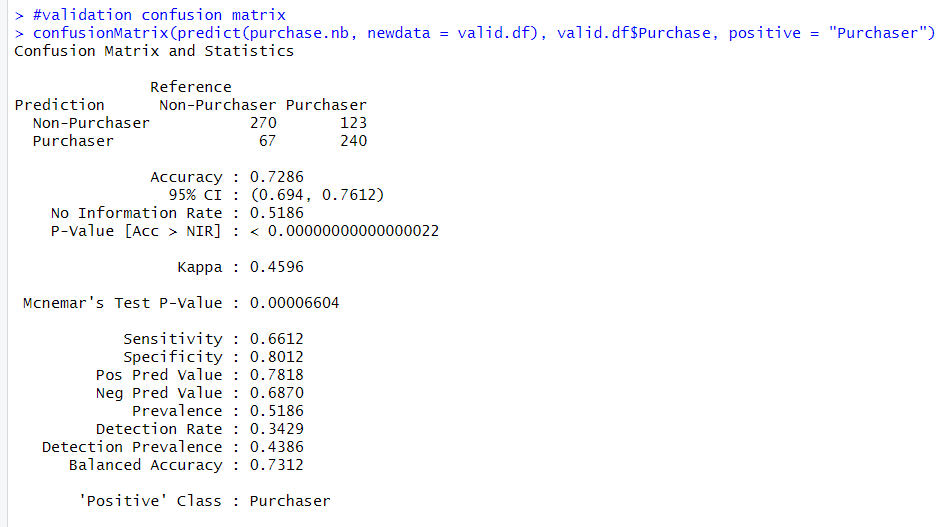 > #validation confusion matrix
> confusionMatrix(predict(purchase.nb, newdata = valid.df), valid.df$Purchase, positive = "Purchaser")
Confusion Matrix and Statistics
Reference
Prediction Non-Purchaser Purchaser
Non-Purchaser 270 123
Purchaser 67 240
Accuracy : 0.7286
95% CI : (0.694, 0.7612)
No Information Rate : 0.5186
P-Value [Acc > NIR] : < 0.00000000000000022
Kappa : 0.4596
Mcnemar's Test P-Value : 0.00006604
Sensitivity : 0.6612
Specificity : 0.8012
Pos Pred Value : 0.7818
Neg Pred Value : 0.6870
Prevalence : 0.5186
Detection Rate : 0.3429
Detection Prevalence : 0.4386
Balanced Accuracy : 0.7312
'Positive' Class : Purchaser